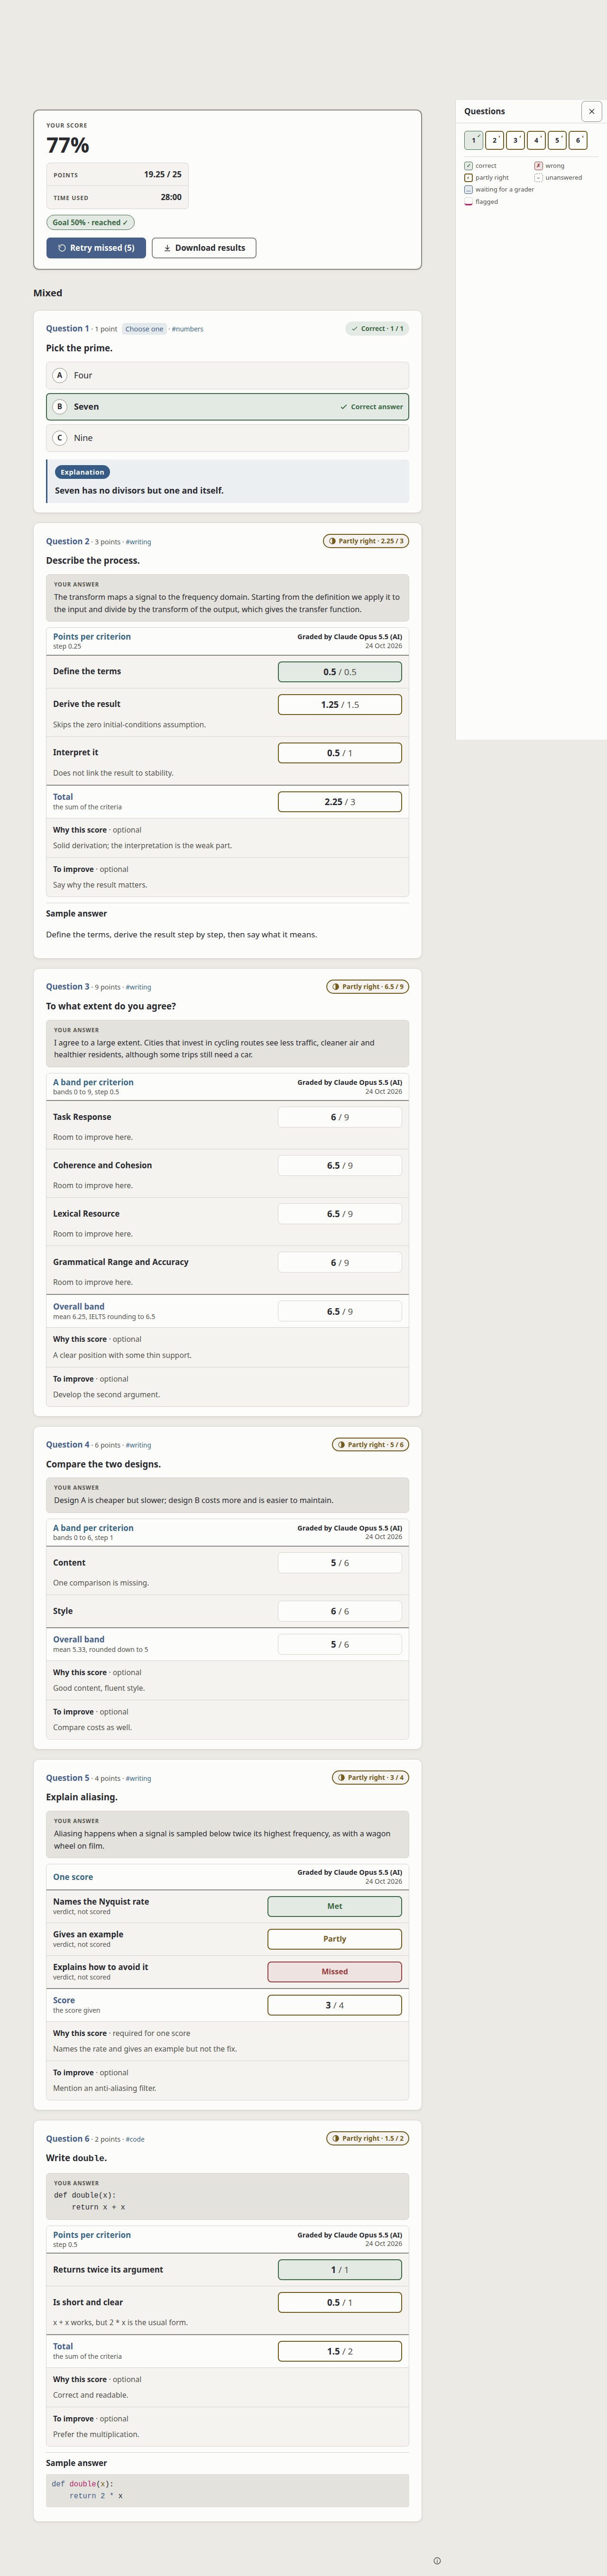 YOUR SCORE
77%
POINTS 19.25 / 25
TIME USED 28:00
Goal 50% · reached ✓
Retry missed (5) Download results
Questions ×
1 ✓ 2 3 4 5 6
✓ correct ✗ wrong
partly right unanswered
waiting for a grader
flagged
Mixed
Question 1 · 1 point Choose one · #numbers ✓ Correct · 1 / 1
Pick the prime.
A Four
B Seven ✓ Correct answer
C Nine
Explanation
Seven has no divisors but one and itself.
Question 2 · 3 points · #writing Partly right · 2.25 / 3
Describe the process.
YOUR ANSWER
The transform maps a signal to the frequency domain. Starting from the definition we apply it to
the input and divide by the transform of the output, which gives the transfer function.
Points per criterion Graded by Claude Opus 5.5 (AI)
step 0.25 24 Oct 2026
Define the terms 0.5 / 0.5
Derive the result 1.25 / 1.5
Skips the zero initial-conditions assumption.
Interpret it 0.5 / 1
Does not link the result to stability.
Total 2.25 / 3
the sum of the criteria
Why this score · optional
Solid derivation; the interpretation is the weak part.
To improve · optional
Say why the result matters.
Sample answer
Define the terms, derive the result step by step, then say what it means.
Question 3 · 9 points · #writing Partly right · 6.5 / 9
To what extent do you agree?
YOUR ANSWER
I agree to a large extent. Cities that invest in cycling routes see less traffic, cleaner air and
healthier residents, although some trips still need a car.
A band per criterion Graded by Claude Opus 5.5 (AI)
bands 0 to 9, step 0.5 24 Oct 2026
Task Response 6 / 9
Room to improve here.
Coherence and Cohesion 6.5 / 9
Room to improve here.
Lexical Resource 6.5 / 9
Room to improve here.
Grammatical Range and Accuracy 6 / 9
Room to improve here.
Overall band 6.5 / 9
mean 6.25, IELTS rounding to 6.5
Why this score · optional
A clear position with some thin support.
To improve · optional
Develop the second argument.
Question 4 · 6 points · #writing Partly right · 5 / 6
Compare the two designs.
YOUR ANSWER
Design A is cheaper but slower; design B costs more and is easier to maintain.
A band per criterion Graded by Claude Opus 5.5 (AI)
bands 0 to 6, step 1 24 Oct 2026
Content 5 / 6
One comparison is missing.
Style 6 / 6
Overall band 5 / 6
mean 5.33, rounded down to 5
Why this score · optional
Good content, fluent style.
To improve · optional
Compare costs as well.
Question 5 · 4 points · #writing Partly right · 3 / 4
Explain aliasing.
YOUR ANSWER
Aliasing happens when a signal is sampled below twice its highest frequency, as with a wagon
wheel on film.
One score Graded by Claude Opus 5.5 (AI)
24 Oct 2026
Names the Nyquist rate Met
verdict, not scored
Gives an example Partly
verdict, not scored
Explains how to avoid it Missed
verdict, not scored
Score 3 / 4
the score given
Why this score · required for one score
Names the rate and gives an example but not the fix.
To improve · optional
Mention an anti-aliasing filter.
Question 6 · 2 points · #code Partly right · 1.5 / 2
Write double.
YOUR ANSWER
def double(x):
return x + x
Points per criterion Graded by Claude Opus 5.5 (AI)
step 0.5 24 Oct 2026
Returns twice its argument 1 / 1
Is short and clear 0.5 / 1
x + x works, but 2 * x is the usual form.
Total 1.5 / 2
the sum of the criteria
Why this score · optional
Correct and readable.
To improve · optional
Prefer the multiplication.
Sample answer
def double(x):
return 2 * x